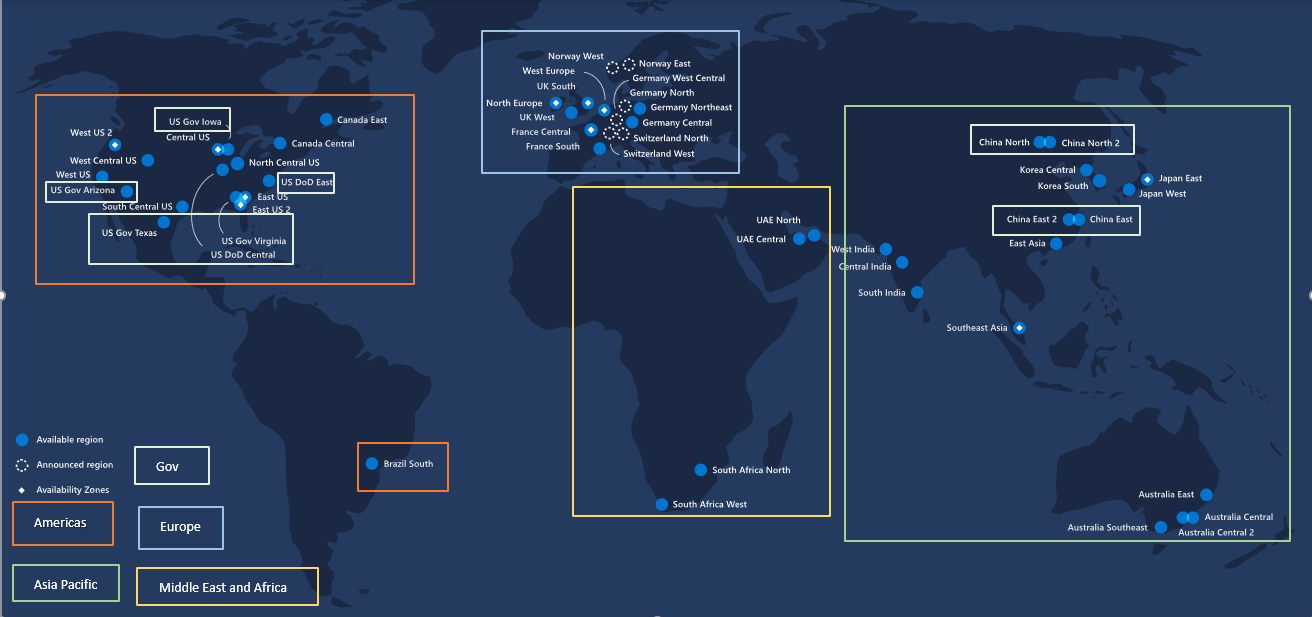 Norway West
Norway East
West Europe
Germany West Central
UK South
Germany North
North Europe
Germany Northeast
UK West
Germany Central
France Central
Switzerland North
France South
Switzerland West
US Gov Iowa
Canada East
West US 2
Central US
Canada Central
West Central US
North Central US
West US
US DoD East
US Gov Arizona
East US
South Central US
East US 2
US Gov Texas
US Gov Virginia
US DoD Central
UAE North
UAE Central
China North
China North 2
Korea Central
Korea South
Japan East
Japan West
China East 2
China East
East Asia
West India
Central India
South India
Southeast Asia
Brazil South
South Africa North
South Africa West
Australia East
Australia Central
Australia Southeast
Australia Central 2
Available region
Announced region
Availability Zones
Gov
Americas
Europe
Asia Pacific
Middle East and Africa